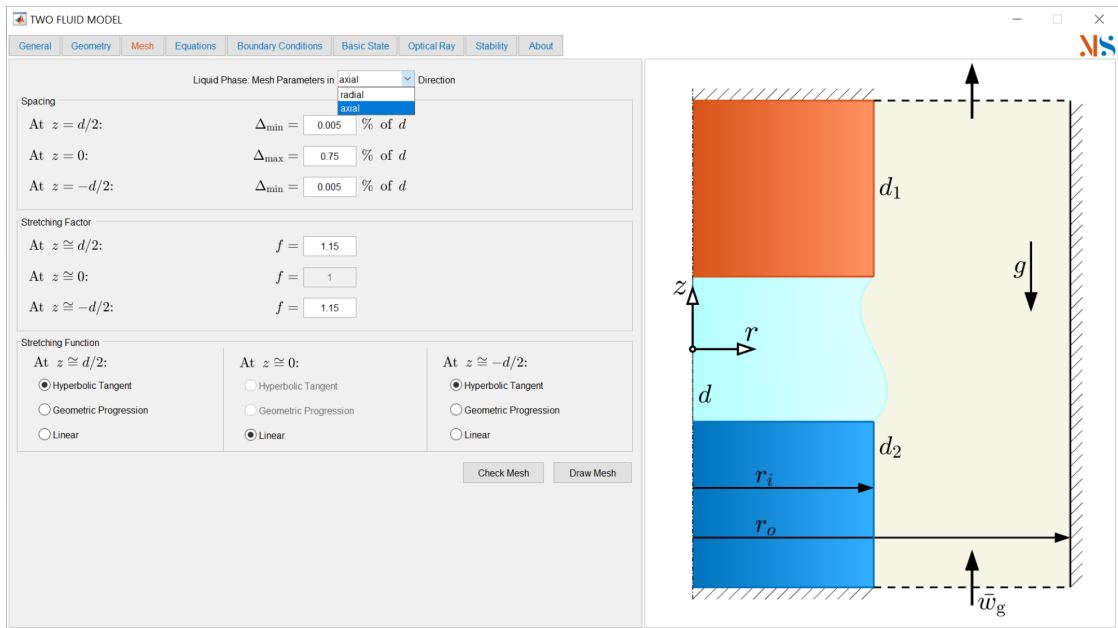 TWO FLUID MODEL
General Geometry Mesh Equations Boundary Conditions Basic State Optical Ray Stability About
MS
Liquid Phase: Mesh Parameters in axial Direction
radial
axial
Spacing
At z = d/2: Δmin = 0.005 % of d
At z = 0: Δmax = 0.75 % of d
At z = −d/2: Δmin = 0.005 % of d
Stretching Factor
At z ≅ d/2: f = 1.15
At z ≅ 0: f = 1
At z ≅ −d/2: f = 1.15
Stretching Function
At z ≅ d/2: At z ≅ 0: At z ≅ −d/2:
Hyperbolic Tangent Hyperbolic Tangent Hyperbolic Tangent
Geometric Progression Geometric Progression Geometric Progression
Linear Linear Linear
Check Mesh Draw Mesh
d₁
g
z
r
d
d₂
rᵢ
rₒ
w̄g